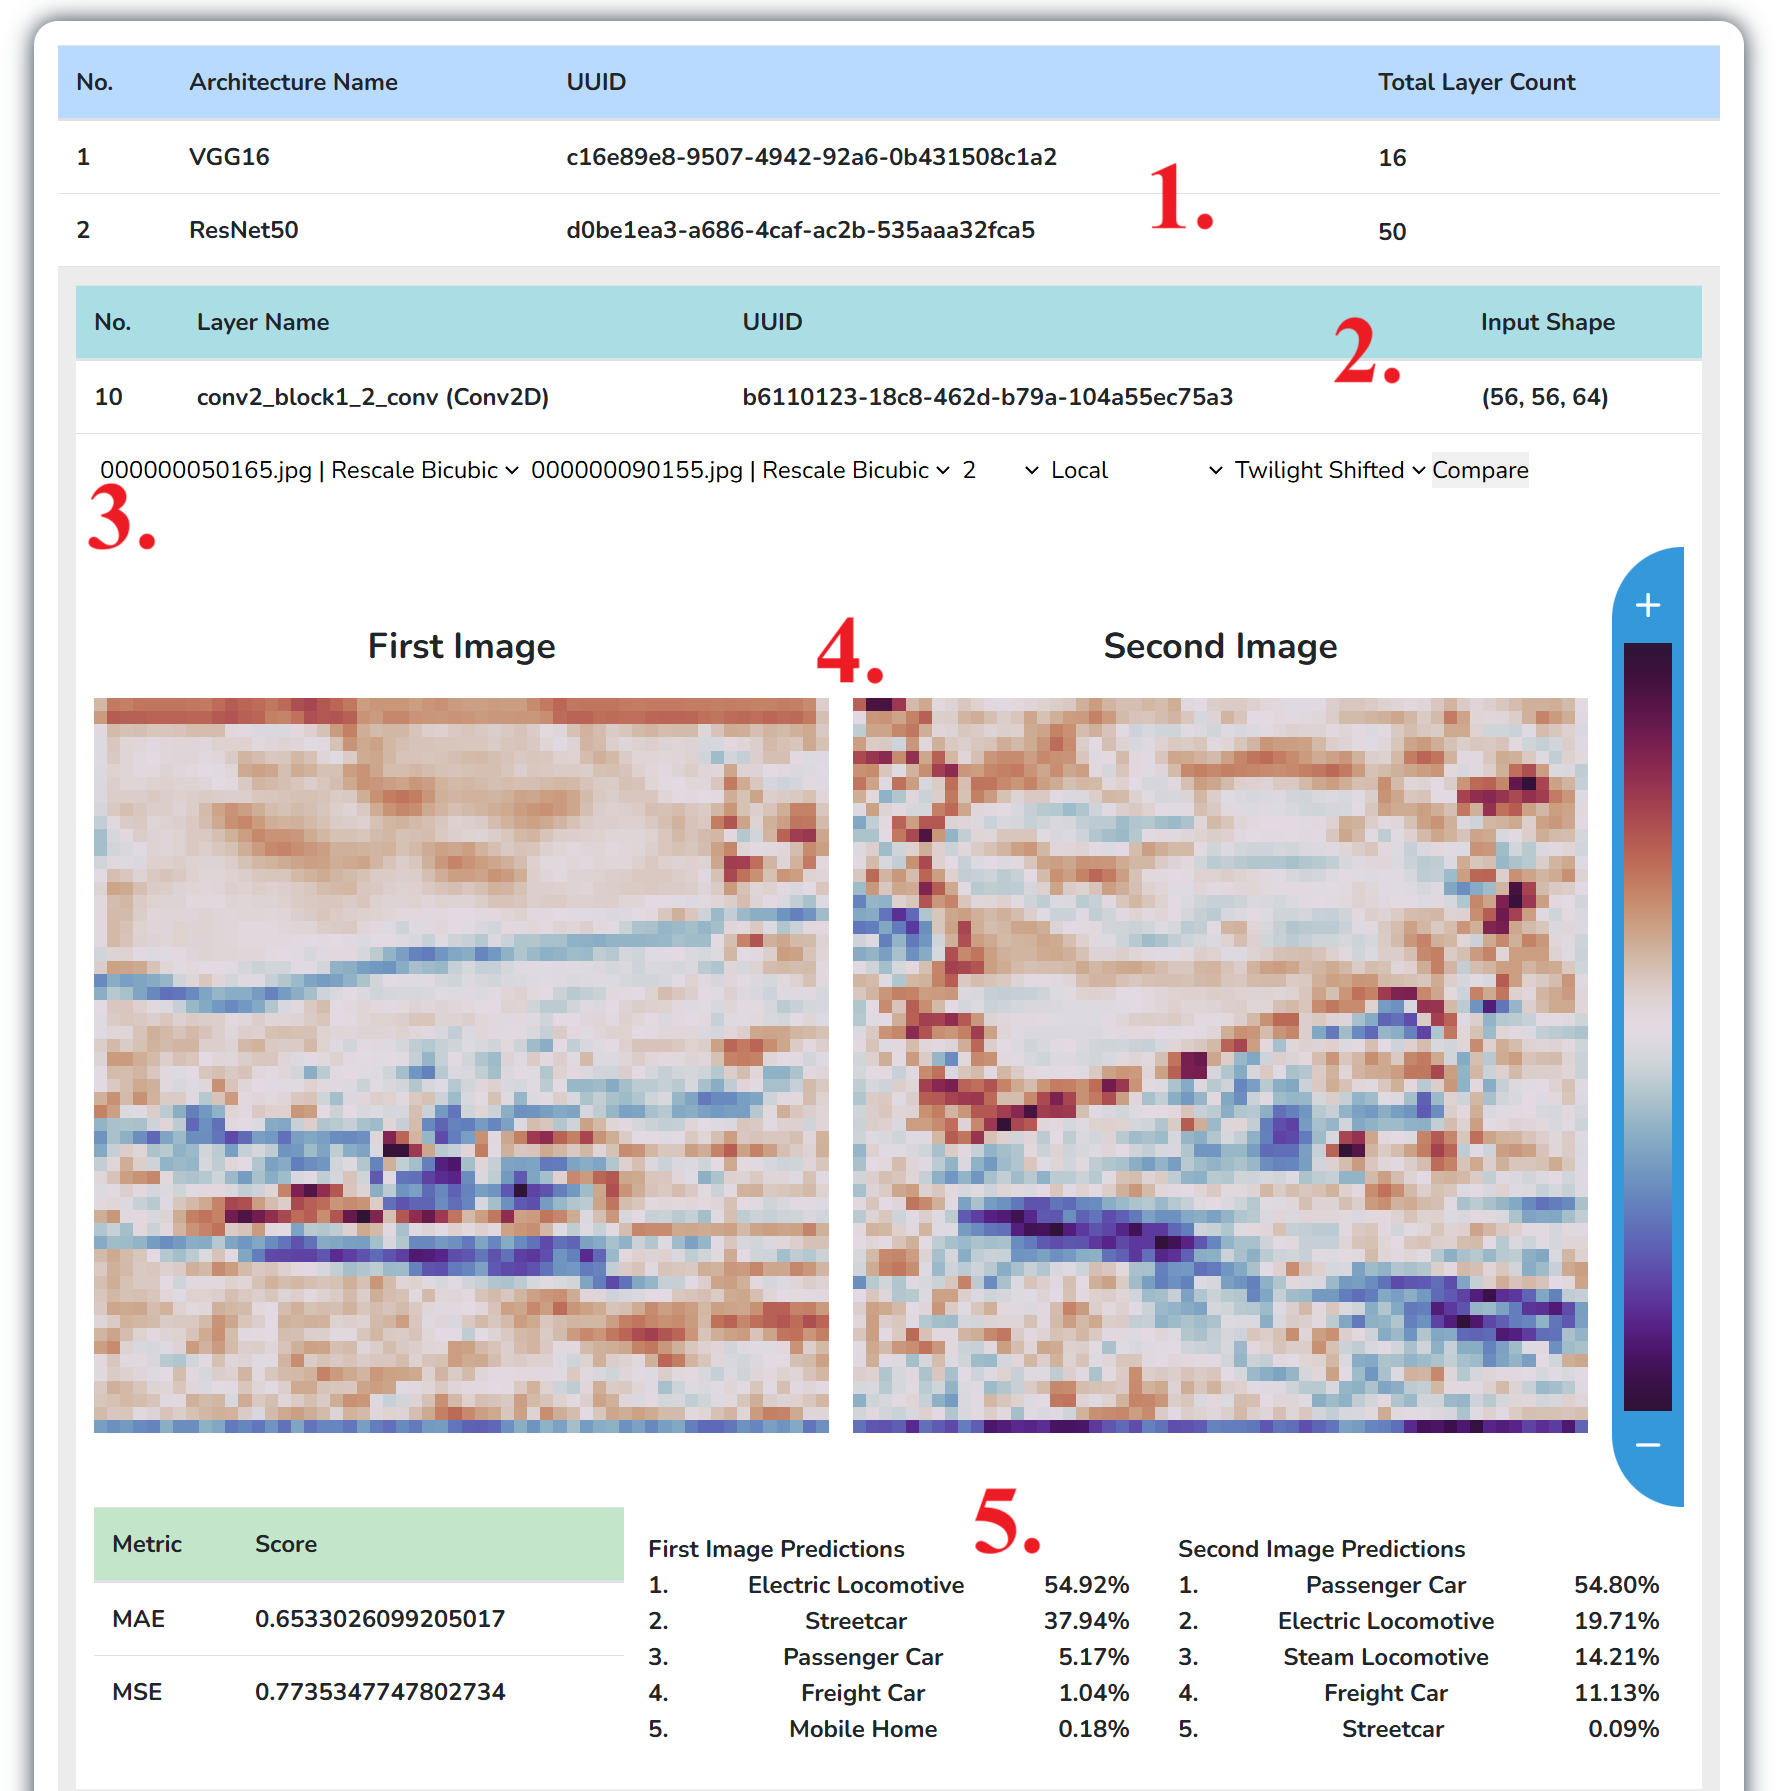 No. Architecture Name UUID Total Layer Count
1 VGG16 c16e89e8-9507-4942-92a6-0b431508c1a2 16
1.
2 ResNet50 d0be1ea3-a686-4caf-ac2b-535aaa32fca5 50
No. Layer Name UUID Input Shape
2.
10 conv2_block1_2_conv (Conv2D) b6110123-18c8-462d-b79a-104a55ec75a3 (56, 56, 64)
000000050165.jpg | Rescale Bicubic 000000090155.jpg | Rescale Bicubic 2 Local Twilight Shifted Compare
3.
+
First Image 4. Second Image
−
5.
Metric Score
MAE 0.6533026099205017
MSE 0.7735347747802734
First Image Predictions
1. Electric Locomotive 54.92%
2. Streetcar 37.94%
3. Passenger Car 5.17%
4. Freight Car 1.04%
5. Mobile Home 0.18%
Second Image Predictions
1. Passenger Car 54.80%
2. Electric Locomotive 19.71%
3. Steam Locomotive 14.21%
4. Freight Car 11.13%
5. Streetcar 0.09%